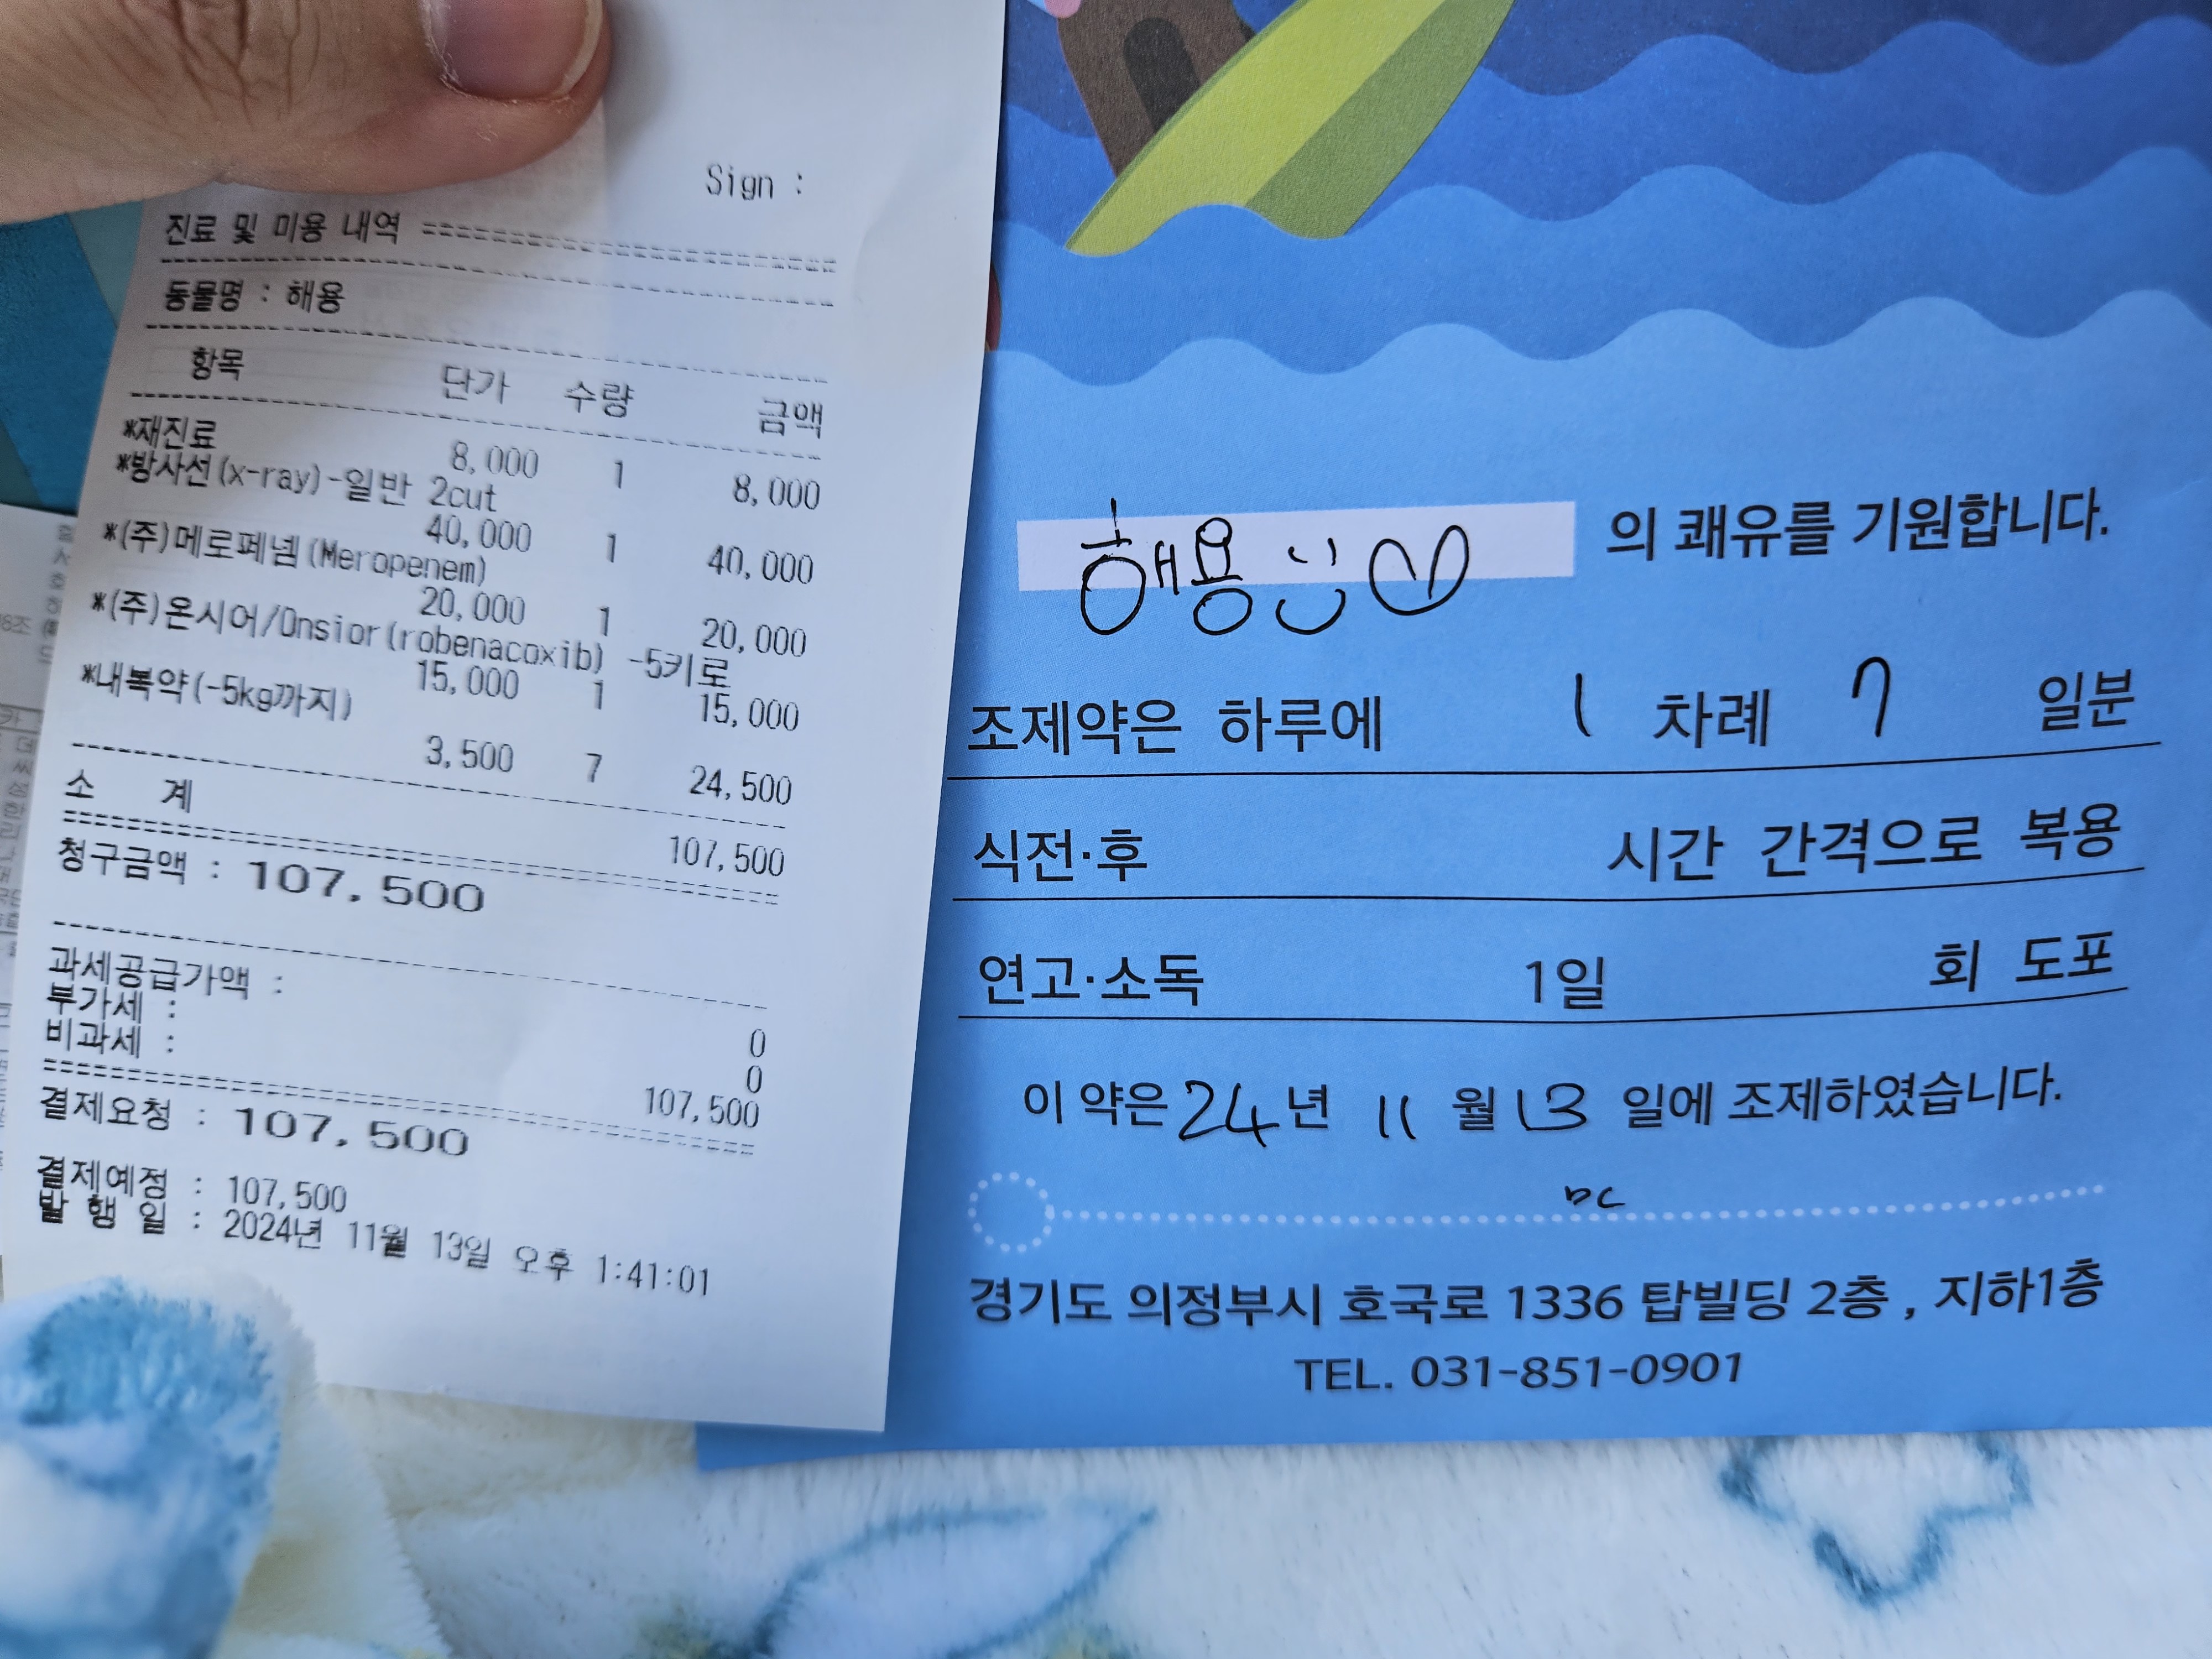 Sign :
진료 및 미용 내역 ==============================
동물명 : 해용
항목 단가 수량 금액
*재진료
8,000 1 8,000
*방사선(x-ray)-일반 2cut
40,000 1 40,000
*(주)메로페넴(Meropenem)
20,000 1 20,000
*(주)온시어/Onsior(robenacoxib) -5키로
15,000 1 15,000
*내복약(-5kg까지)
3,500 7 24,500
소 계
107,500
청구금액 : 107,500
과세공급가액 :
0
부가세 :
0
비과세 :
107,500
결제요청 : 107,500
결제예정 : 107,500
발 행 일 : 2024년 11월 13일 오후 1:41:01
해용 의 쾌유를 기원합니다.
조제약은 하루에 1 차례 7 일분
식전·후 시간 간격으로 복용
연고·소독 1일 회 도포
이 약은 24년 11 월 13 일에 조제하였습니다.
경기도 의정부시 호국로 1336 탑빌딩 2층 , 지하1층
TEL. 031-851-0901